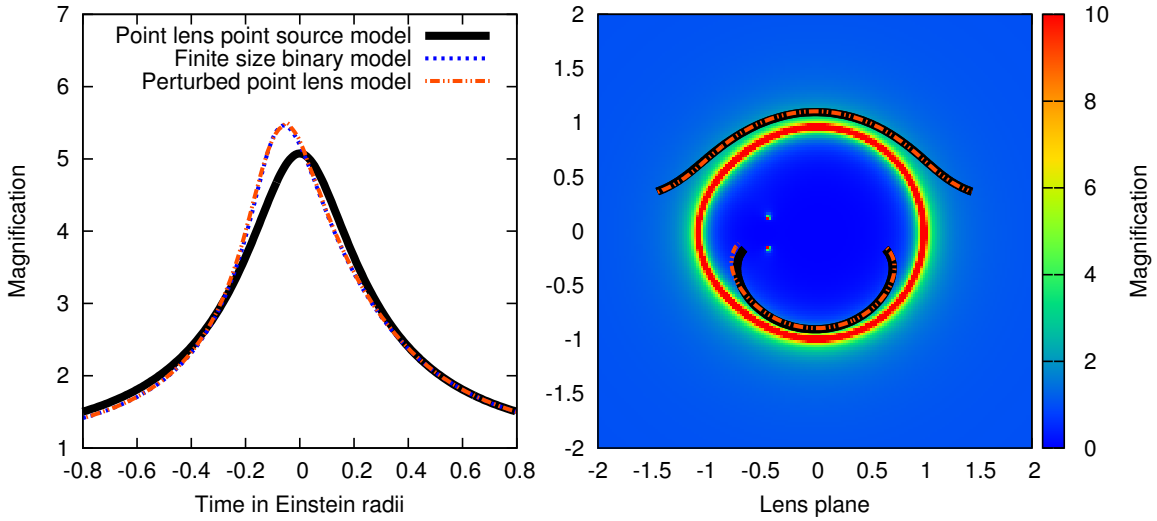 Point lens point source model
Finite size binary model
Perturbed point lens model
7
6
5
4
3
2
1
Magnification
-0.8 -0.6 -0.4 -0.2 0 0.2 0.4 0.6 0.8
Time in Einstein radii
2
1.5
1
0.5
0
-0.5
-1
-1.5
-2
-2 -1.5 -1 -0.5 0 0.5 1 1.5 2
Lens plane
10
8
6
4
2
0
Magnification